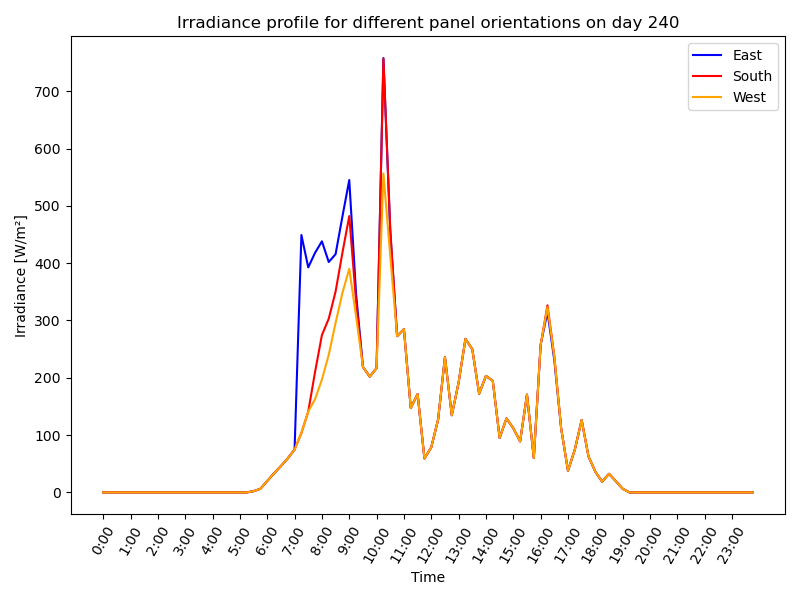 Irradiance profile for different panel orientations on day 240
East
South
West
Irradiance [W/m²]
700
600
500
400
300
200
100
0
0:00 1:00 2:00 3:00 4:00 5:00 6:00 7:00 8:00 9:00 10:00 11:00 12:00 13:00 14:00 15:00 16:00 17:00 18:00 19:00 20:00 21:00 22:00 23:00
Time